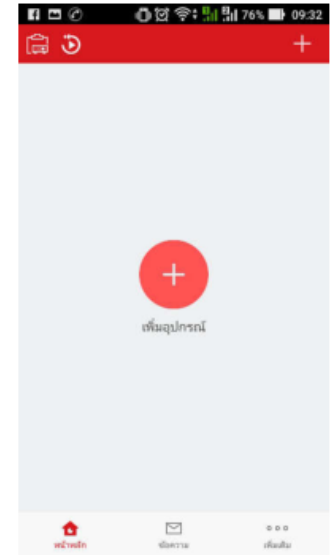 76% 09:32
เพิ่มอุปกรณ์
หน้าหลัก
ข้อความ
เพิ่มเติม